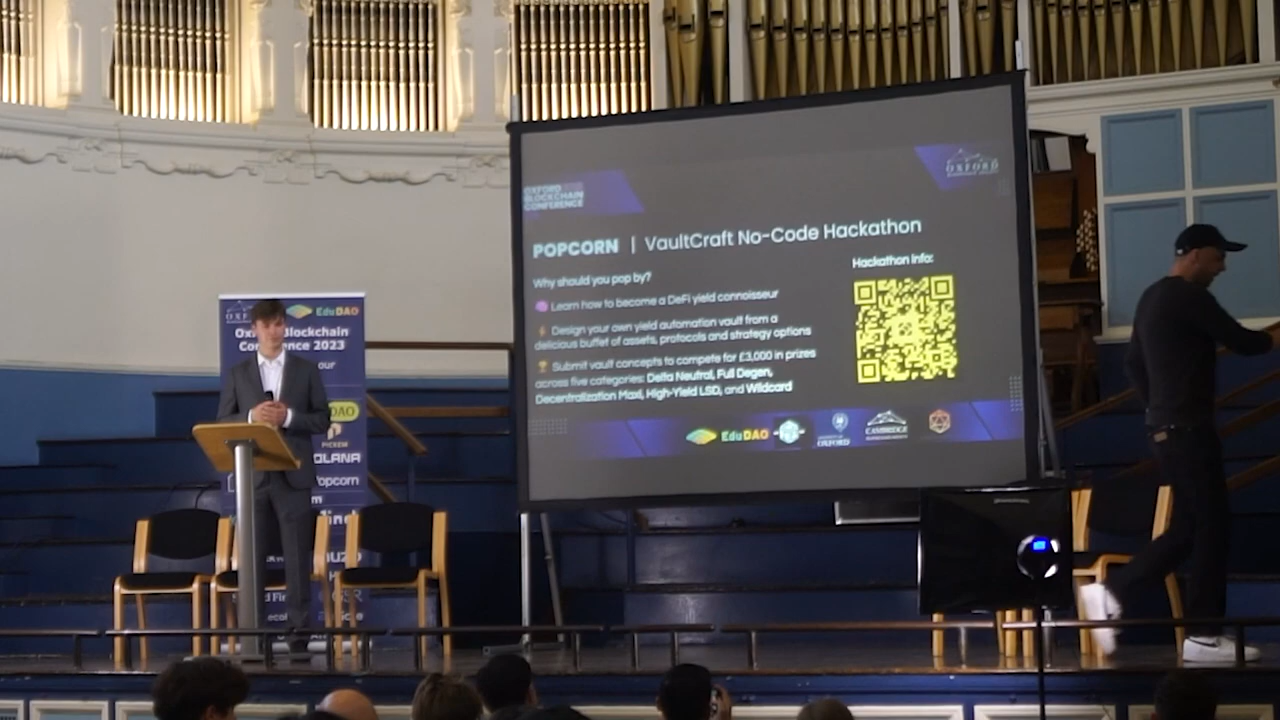 OXFORD
BLOCKCHAIN
CONFERENCE
OXFORD
POPCORN | VaultCraft No-Code Hackathon
Hackathon Info:
Why should you pop by?
Learn how to become a DeFi yield connoisseur
Design your own yield automation vault from a
delicious buffet of assets, protocols and strategy options
Submit vault concepts to compete for £3,000 in prizes
across five categories: Delta Neutral, Full Degen,
Decentralization Maxi, High-Yield LSD, and Wildcard
EduDAO
OXFORD
CAMBRIDGE
EduDAO
Blockchain
Conference 2023
our
DAO
PICKEM
OLANA
opcorn